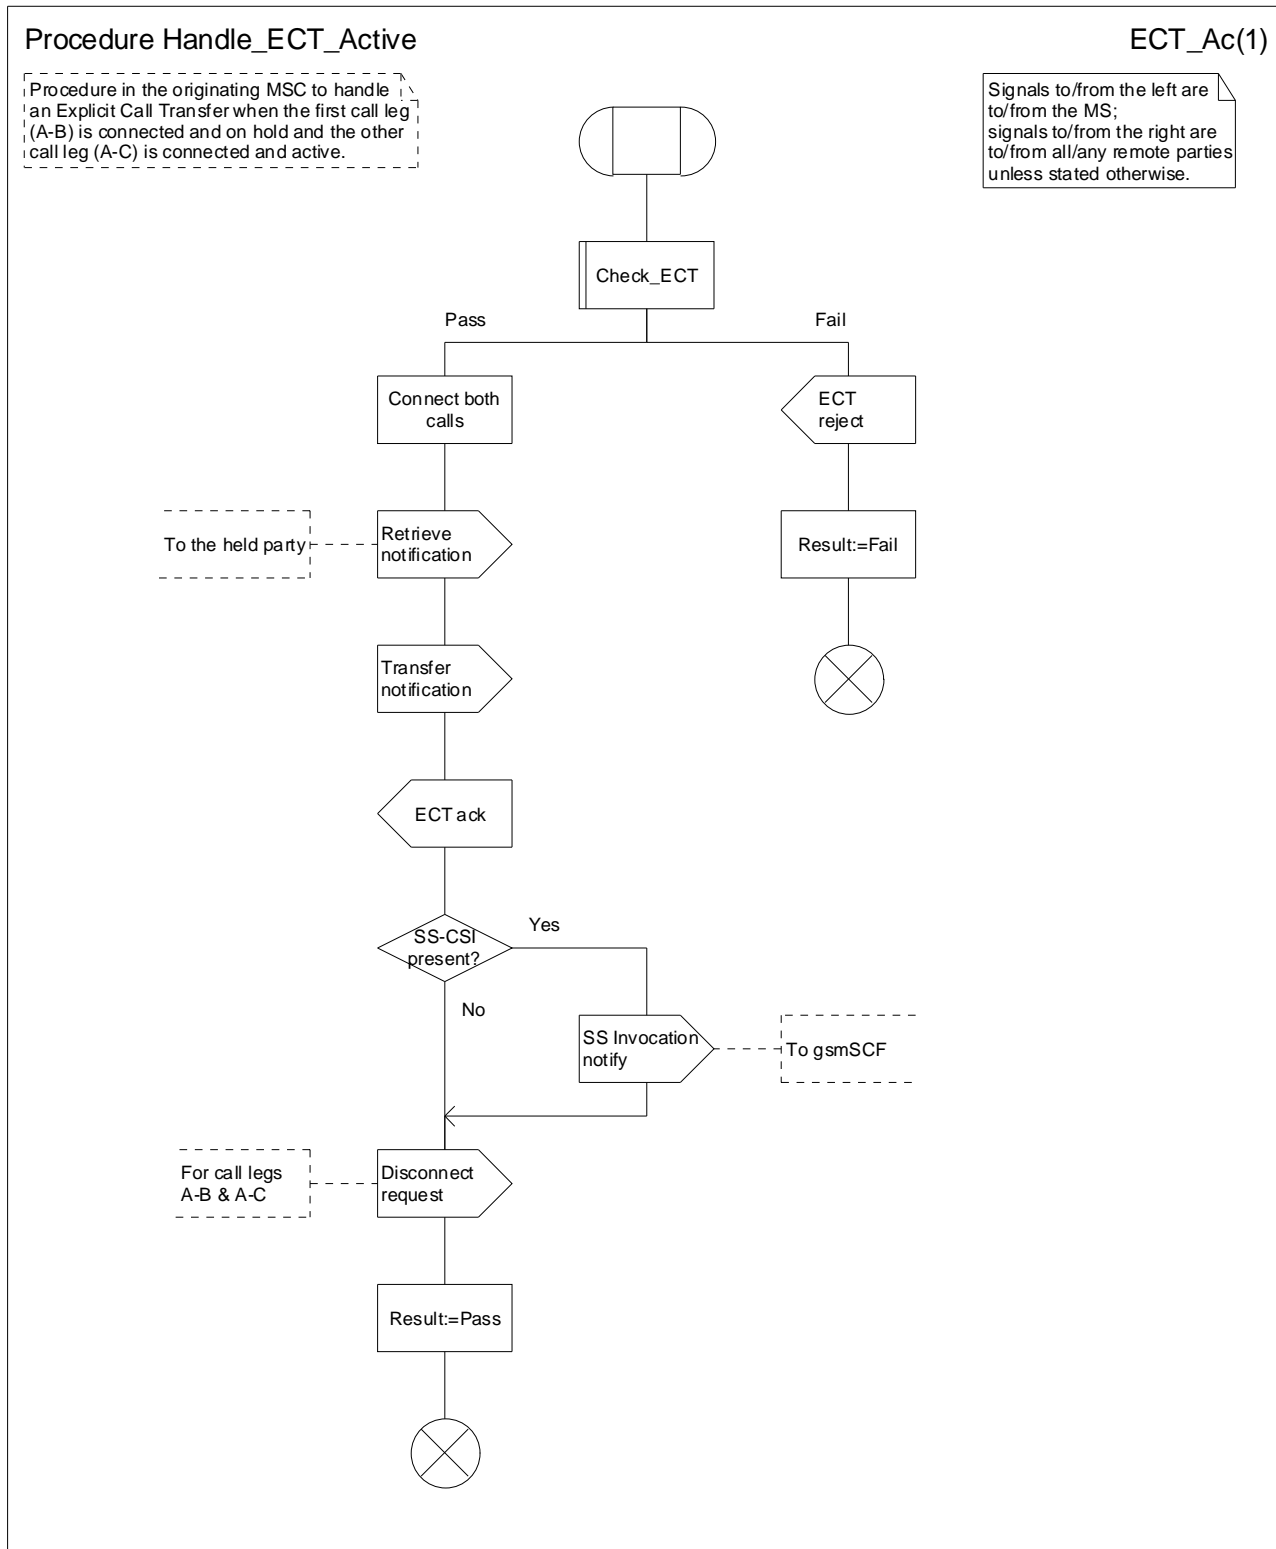 Procedure Handle_ECT_Active
ECT_Ac(1)
Procedure in the originating MSC to handle
an Explicit Call Transfer when the first call leg
(A-B) is connected and on hold and the other
call leg (A-C) is connected and active.
Signals to/from the left are
to/from the MS;
signals to/from the right are
to/from all/any remote parties
unless stated otherwise.
Check_ECT
Pass
Fail
Connect both
calls
ECT
reject
To the held party
Retrieve
notification
Result:=Fail
Transfer
notification
ECT ack
SS-CSI
present?
Yes
No
SS Invocation
notify
To gsmSCF
For call legs
A-B & A-C
Disconnect
request
Result:=Pass